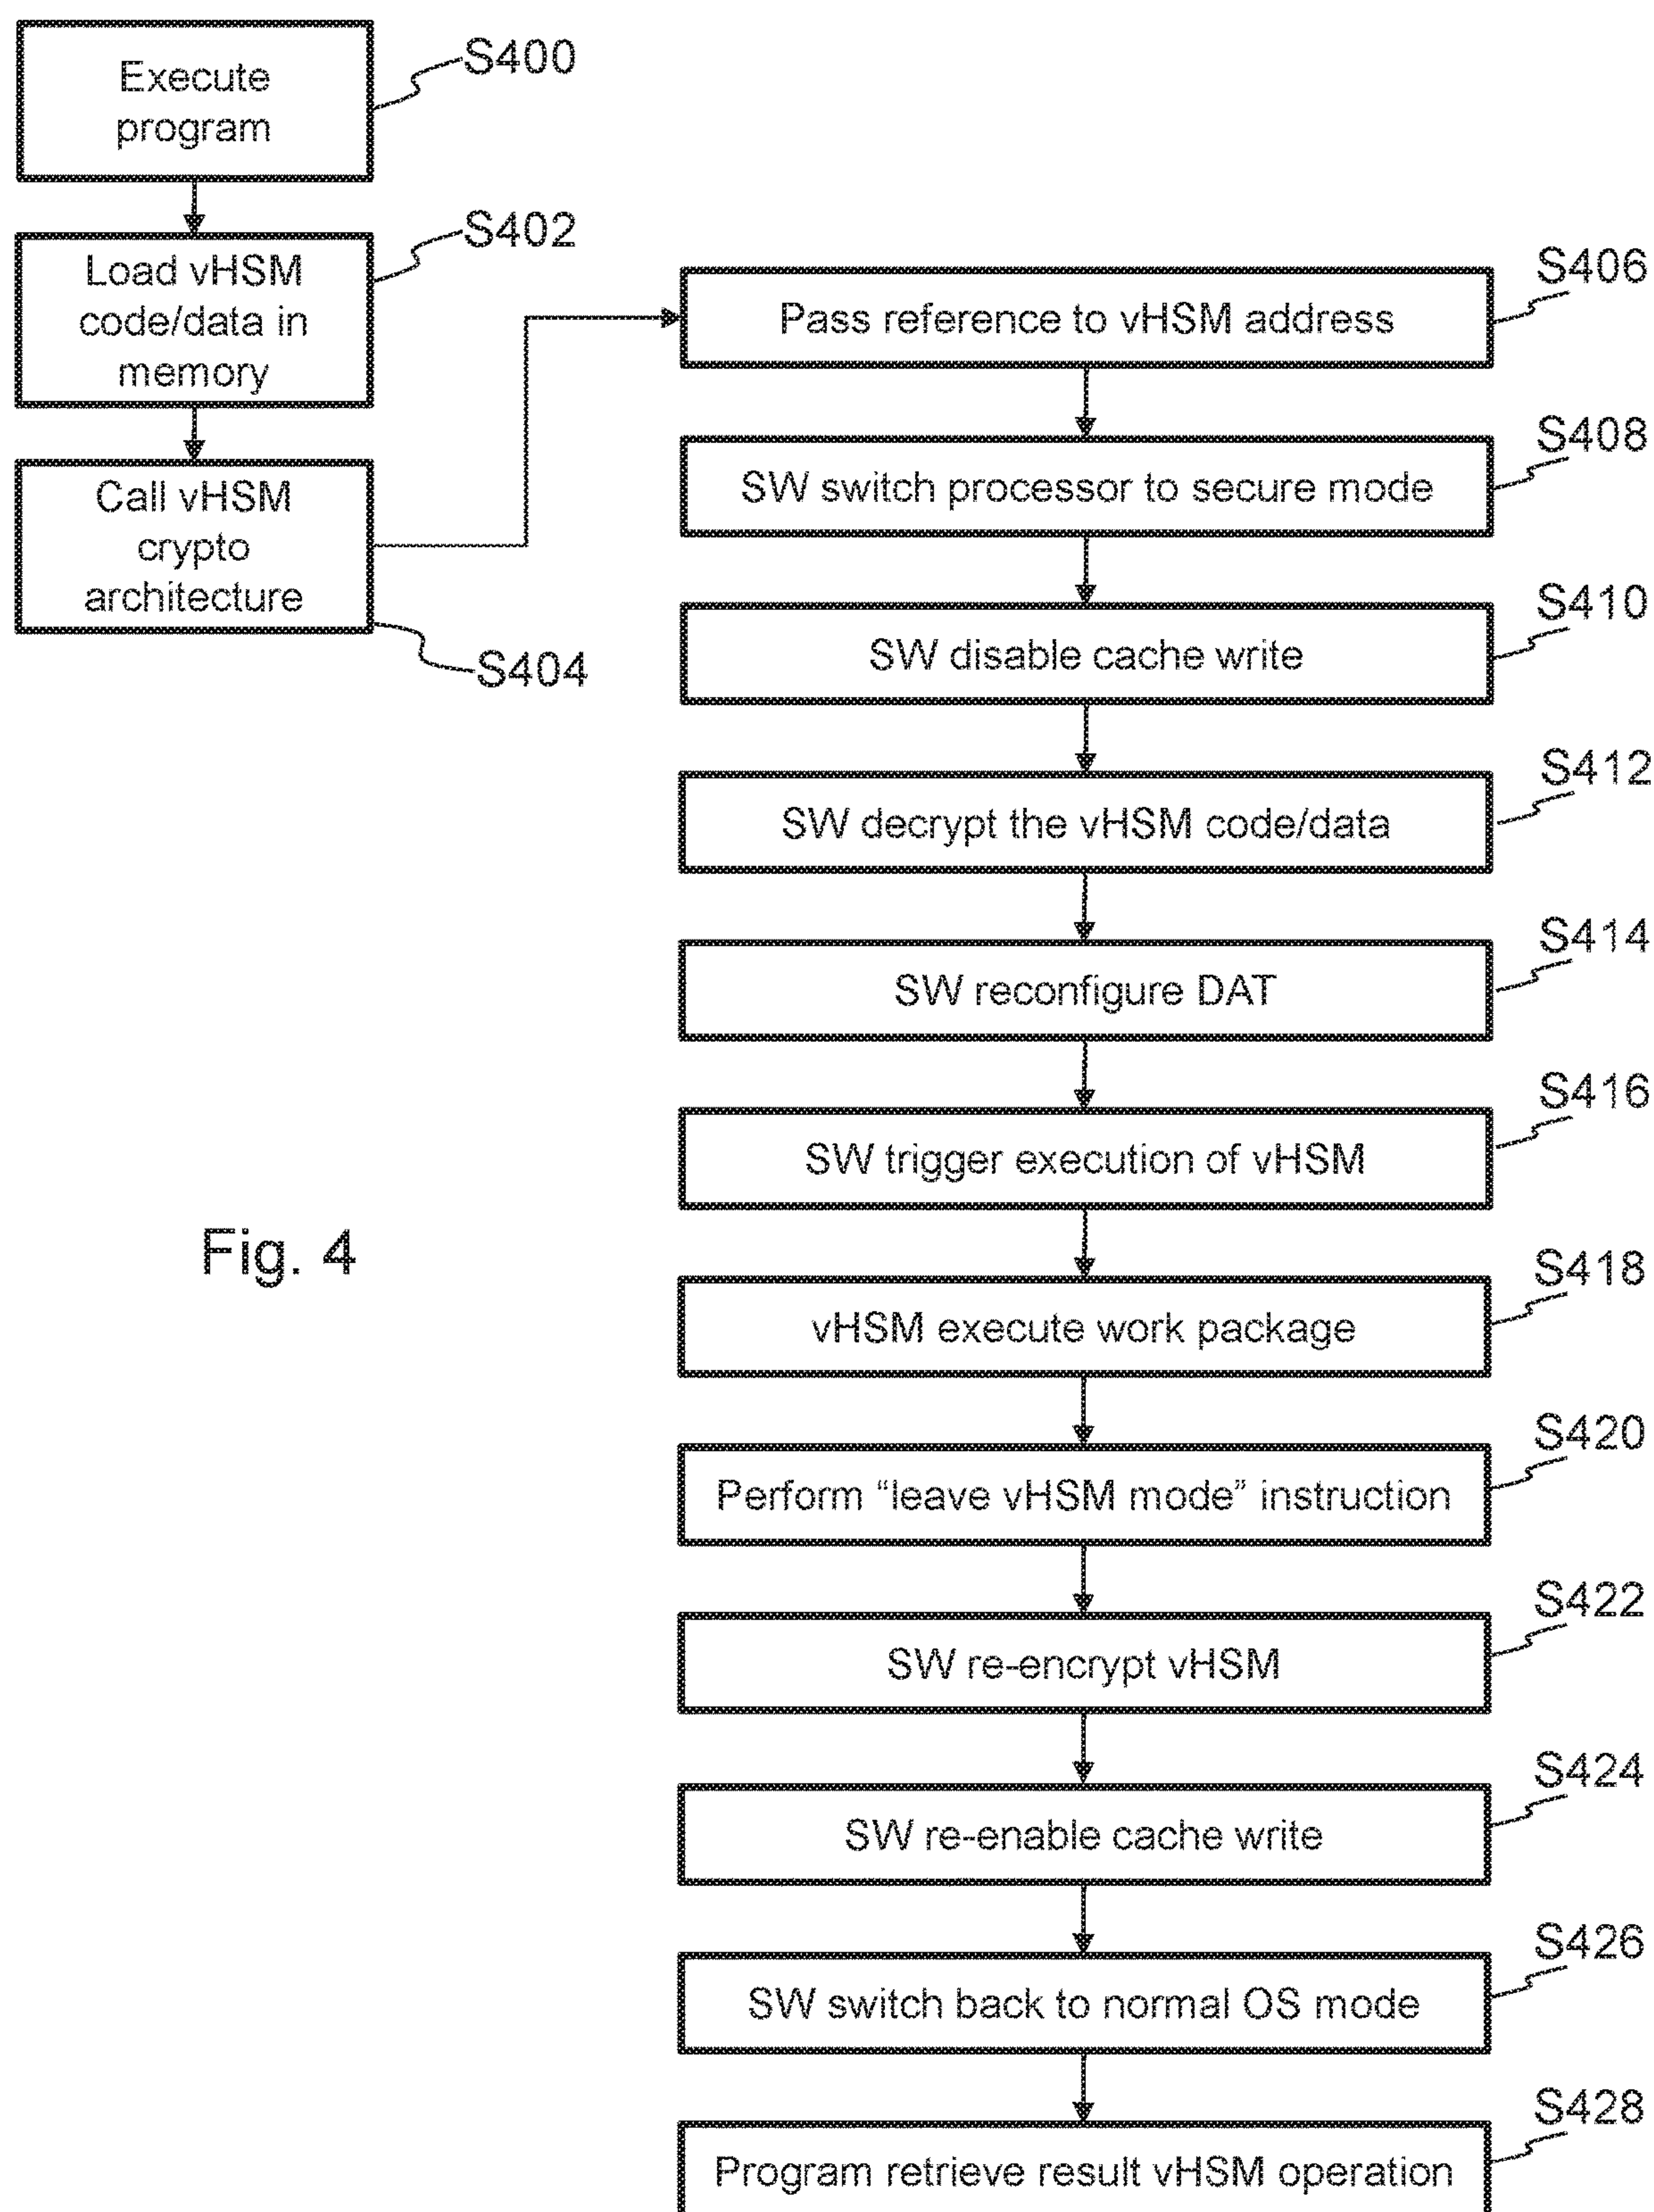 Execute
program
S400
Load vHSM
code/data in
memory
S402
Call vHSM
crypto
architecture
S404
Pass reference to vHSM address
S406
SW switch processor to secure mode
S408
SW disable cache write
S410
SW decrypt the vHSM code/data
S412
SW reconfigure DAT
S414
SW trigger execution of vHSM
S416
Fig. 4
vHSM execute work package
S418
Perform “leave vHSM mode” instruction
S420
SW re-encrypt vHSM
S422
SW re-enable cache write
S424
SW switch back to normal OS mode
S426
Program retrieve result vHSM operation
S428